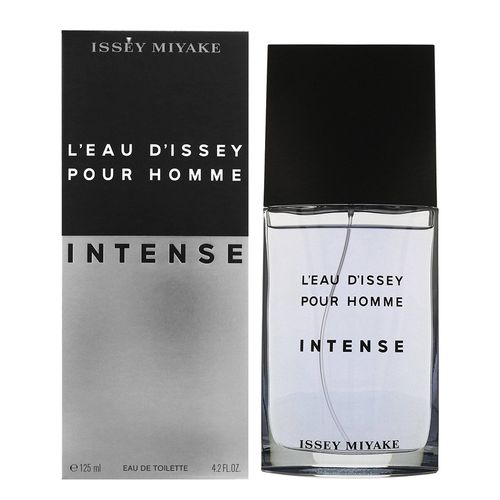 ISSEY MIYAKE
L'EAU D'ISSEY
POUR HOMME
INTENSE
℮ 125 ml EAU DE TOILETTE 4.2 FL.OZ.
L'EAU D'ISSEY
POUR HOMME
INTENSE
ISSEY MIYAKE